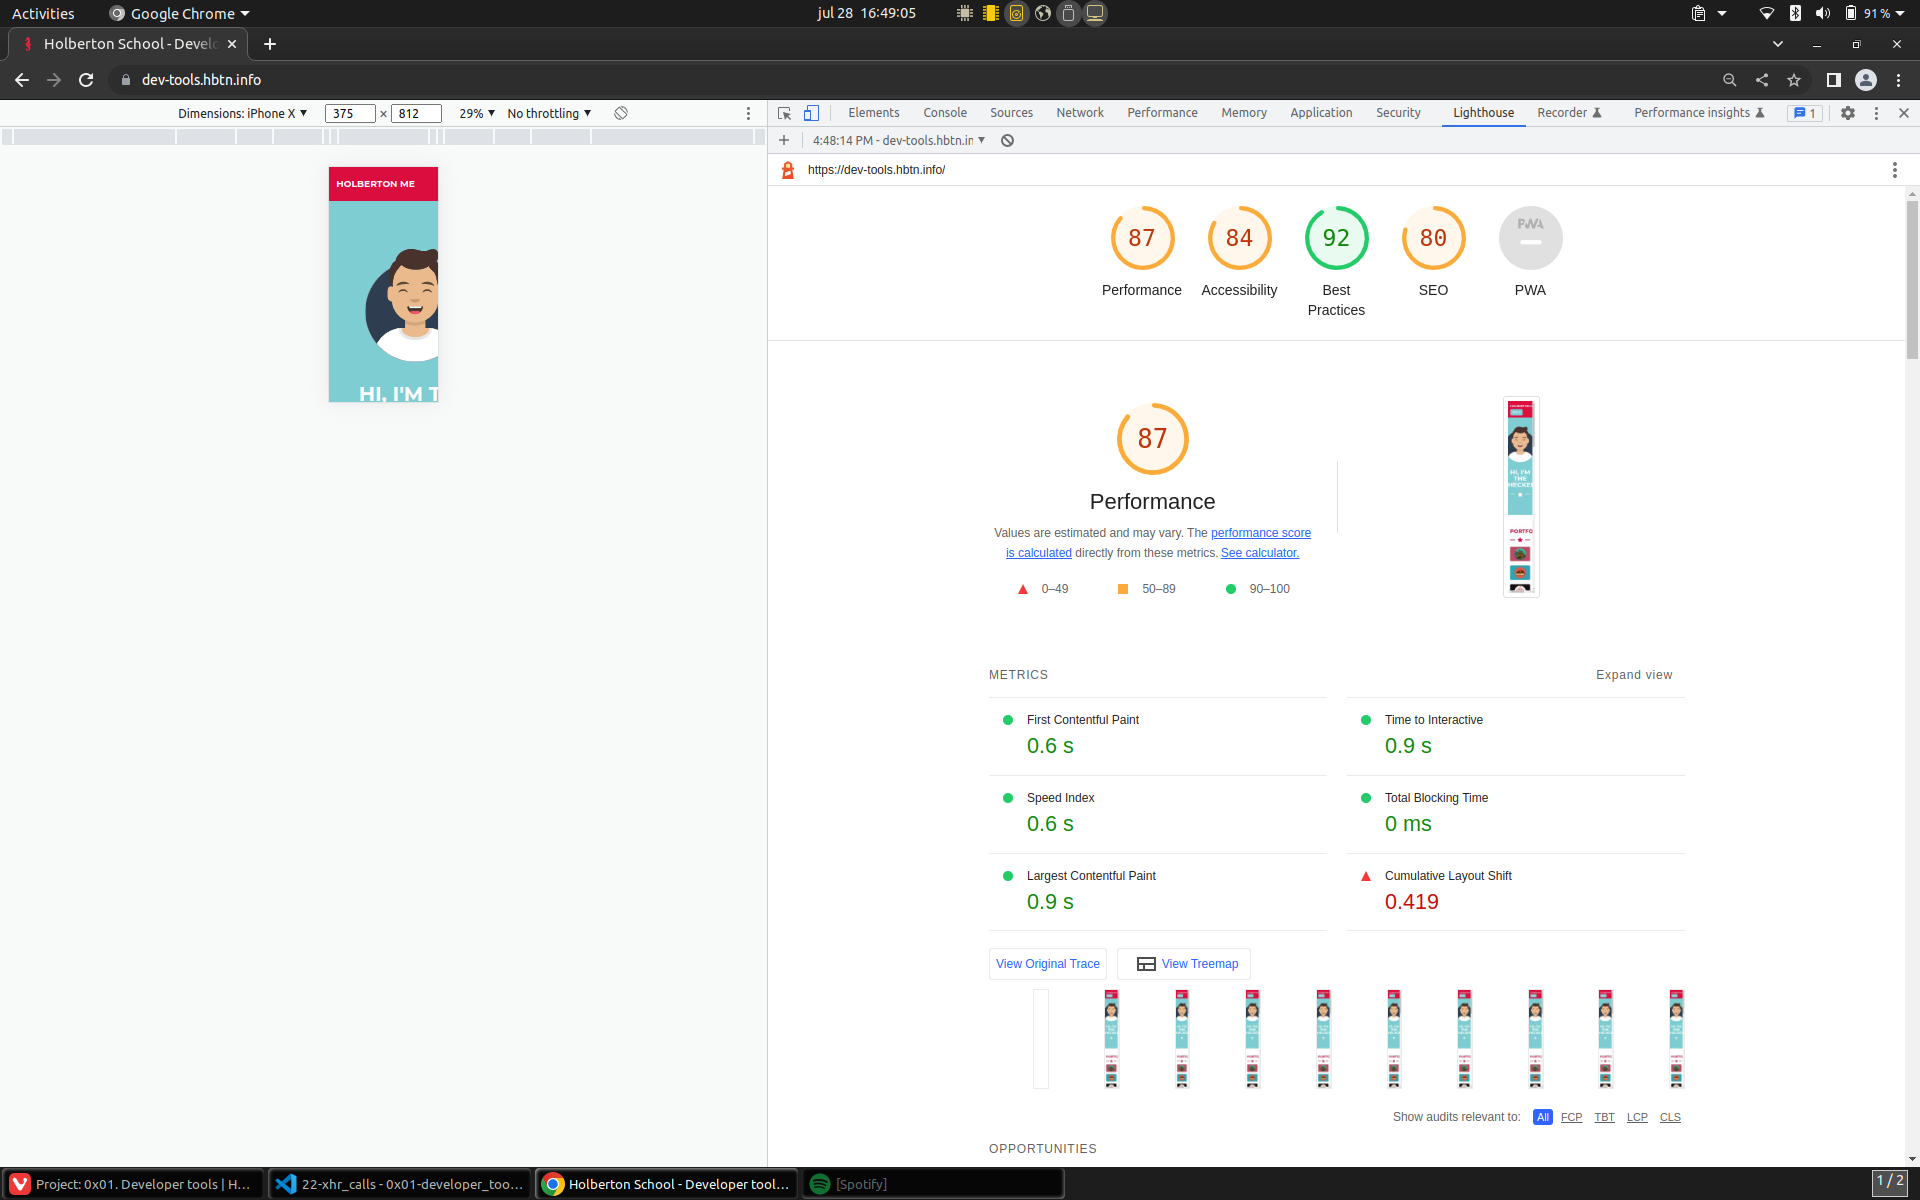 Activities Google Chrome jul 28 16:49:05 91 %
Holberton School - Develo
dev-tools.hbtn.info
Dimensions: iPhone X 375 × 812 29% No throttling
Elements Console Sources Network Performance Memory Application Security Lighthouse Recorder Performance insights 1
4:48:14 PM - dev-tools.hbtn.in
https://dev-tools.hbtn.info/
HOLBERTON ME
HI, I'M T
87 84 92 80 PWA
Performance Accessibility Best Practices SEO PWA
87
Performance
Values are estimated and may vary. The performance score
is calculated directly from these metrics. See calculator.
0–49 50–89 90–100
HI, I'M
THE
HECKE
PORTFO
METRICS Expand view
First Contentful Paint
0.6 s
Time to Interactive
0.9 s
Speed Index
0.6 s
Total Blocking Time
0 ms
Largest Contentful Paint
0.9 s
Cumulative Layout Shift
0.419
View Original Trace View Treemap
Show audits relevant to: All FCP TBT LCP CLS
OPPORTUNITIES
Project: 0x01. Developer tools | H... 22-xhr_calls - 0x01-developer_too... Holberton School - Developer tool... [Spotify] 1 / 2